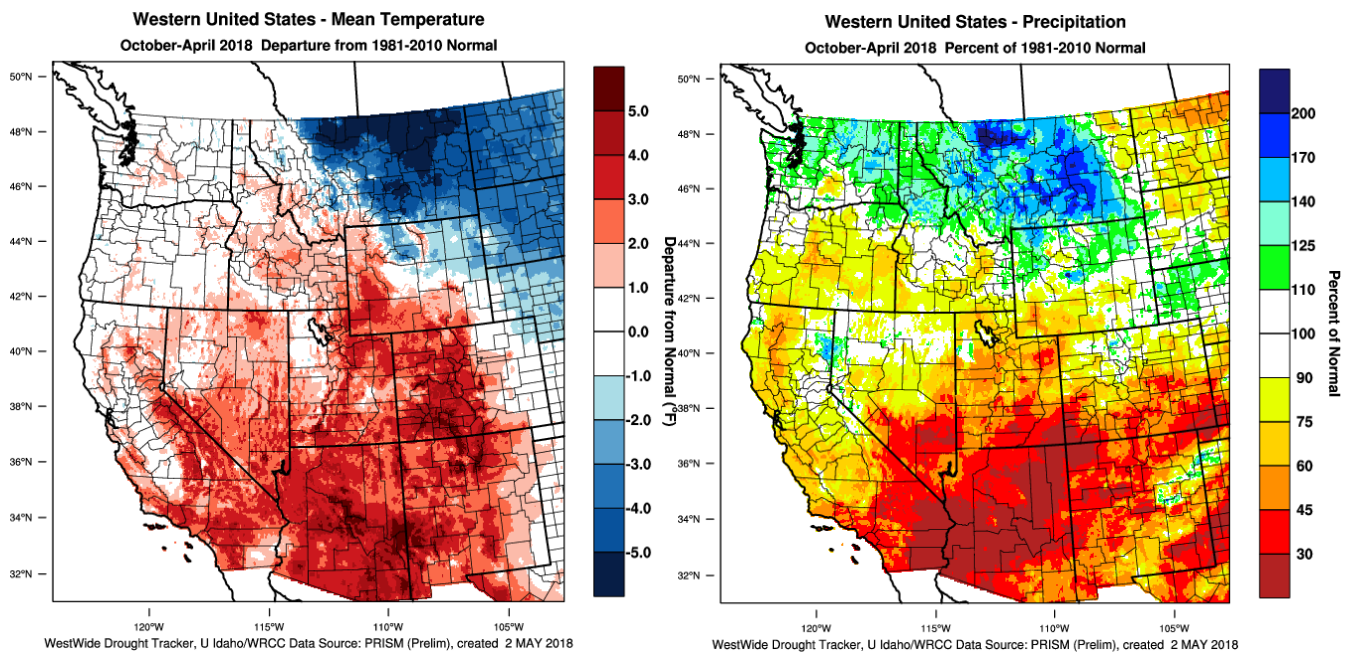 Western United States - Mean Temperature
October-April 2018 Departure from 1981-2010 Normal
50°N
48°N
46°N
44°N
42°N
40°N
38°N
36°N
34°N
32°N
120°W
115°W
110°W
105°W
5.0
4.0
3.0
2.0
1.0
0.0
-1.0
-2.0
-3.0
-4.0
-5.0
Departure from Normal (F)
WestWide Drought Tracker, U Idaho/WRCC Data Source: PRISM (Prelim), created 2 MAY 2018
Western United States - Precipitation
October-April 2018 Percent of 1981-2010 Normal
50°N
48°N
46°N
44°N
42°N
40°N
38°N
36°N
34°N
32°N
120°W
115°W
110°W
105°W
200
170
140
125
110
100
90
75
60
45
30
Percent of Normal
WestWide Drought Tracker, U Idaho/WRCC Data Source: PRISM (Prelim), created 2 MAY 2018